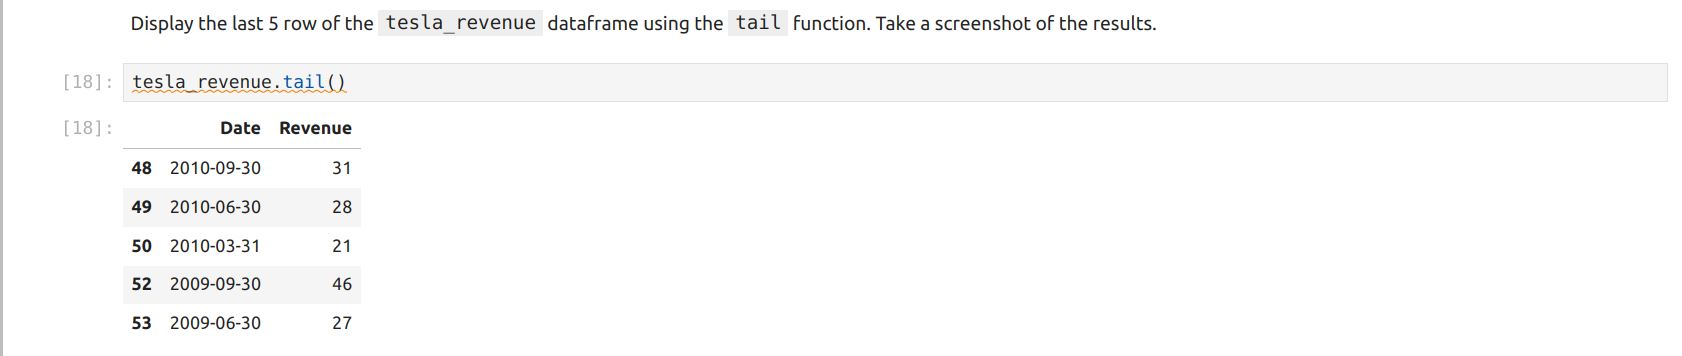 Display the last 5 row of the tesla_revenue dataframe using the tail function. Take a screenshot of the results.
[18]: tesla_revenue.tail()
[18]: Date Revenue
48 2010-09-30 31
49 2010-06-30 28
50 2010-03-31 21
52 2009-09-30 46
53 2009-06-30 27